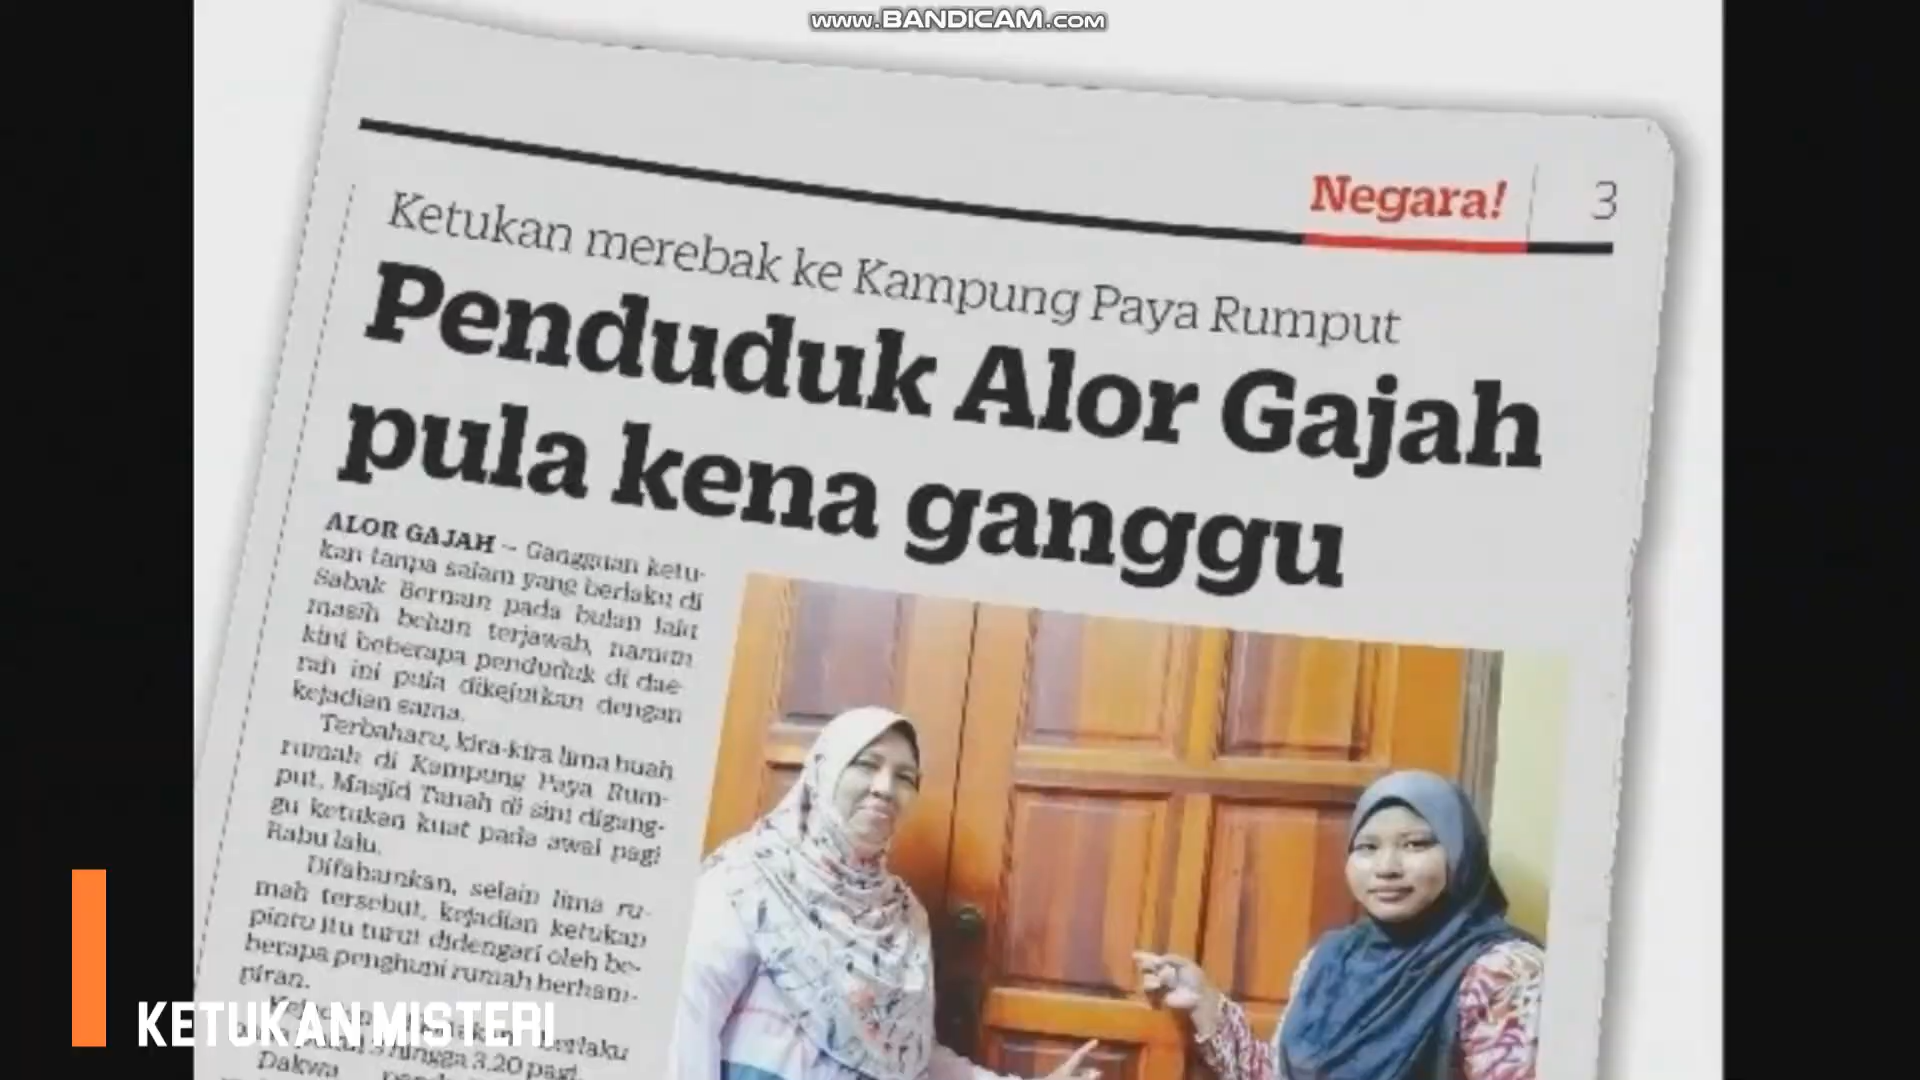 www.BANDICAM.com
Negara! 3
Ketukan merebak ke Kampung Paya Rumput
Penduduk Alor Gajah
pula kena ganggu
ALOR GAJAH – Gangguan ketu-
kan tanpa salam yang berlaku di
Sabak Bernam pada bulan lalu
masih belum terjawab, namun
kini beberapa penduduk di dae-
rah ini pula dikejutkan dengan
kejadian sama.
Terbaharu, kira-kira lima buah
rumah di Kampung Paya Rum-
put, Masjid Tanah di sini digang-
gu ketukan kuat pada awal pagi
Rabu lalu.
Difahamkan, selain lima ru-
mah tersebut, kejadian ketukan
pintu itu turut didengari oleh be-
berapa penghuni rumah berham-
piran.
berlaku
hingga 3.20 pagi.
Dakwa
KETUKAN MISTERI